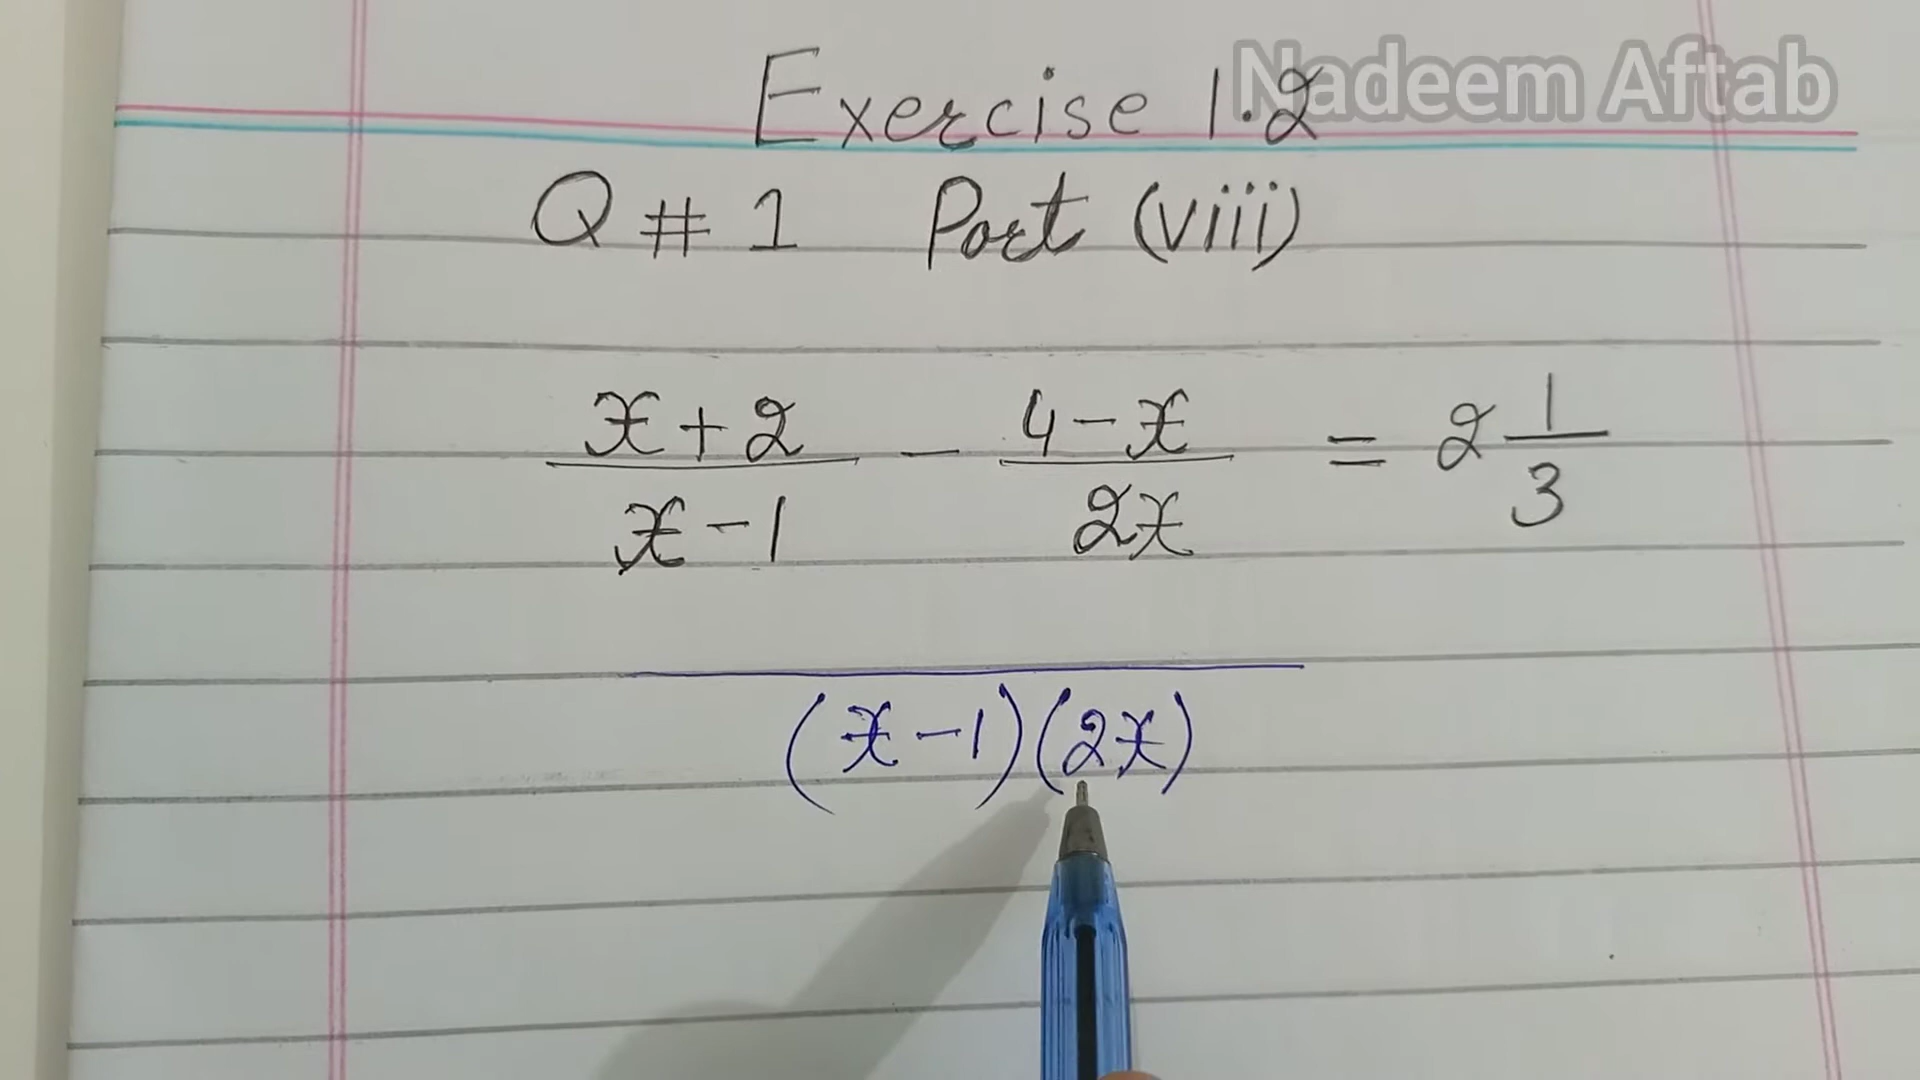 Nadeem Aftab
Exercise 1.2
Q # 1 Part (viii)
x+2 / x-1 - 4-x / 2x = 2 1/3
(x-1)(2x)